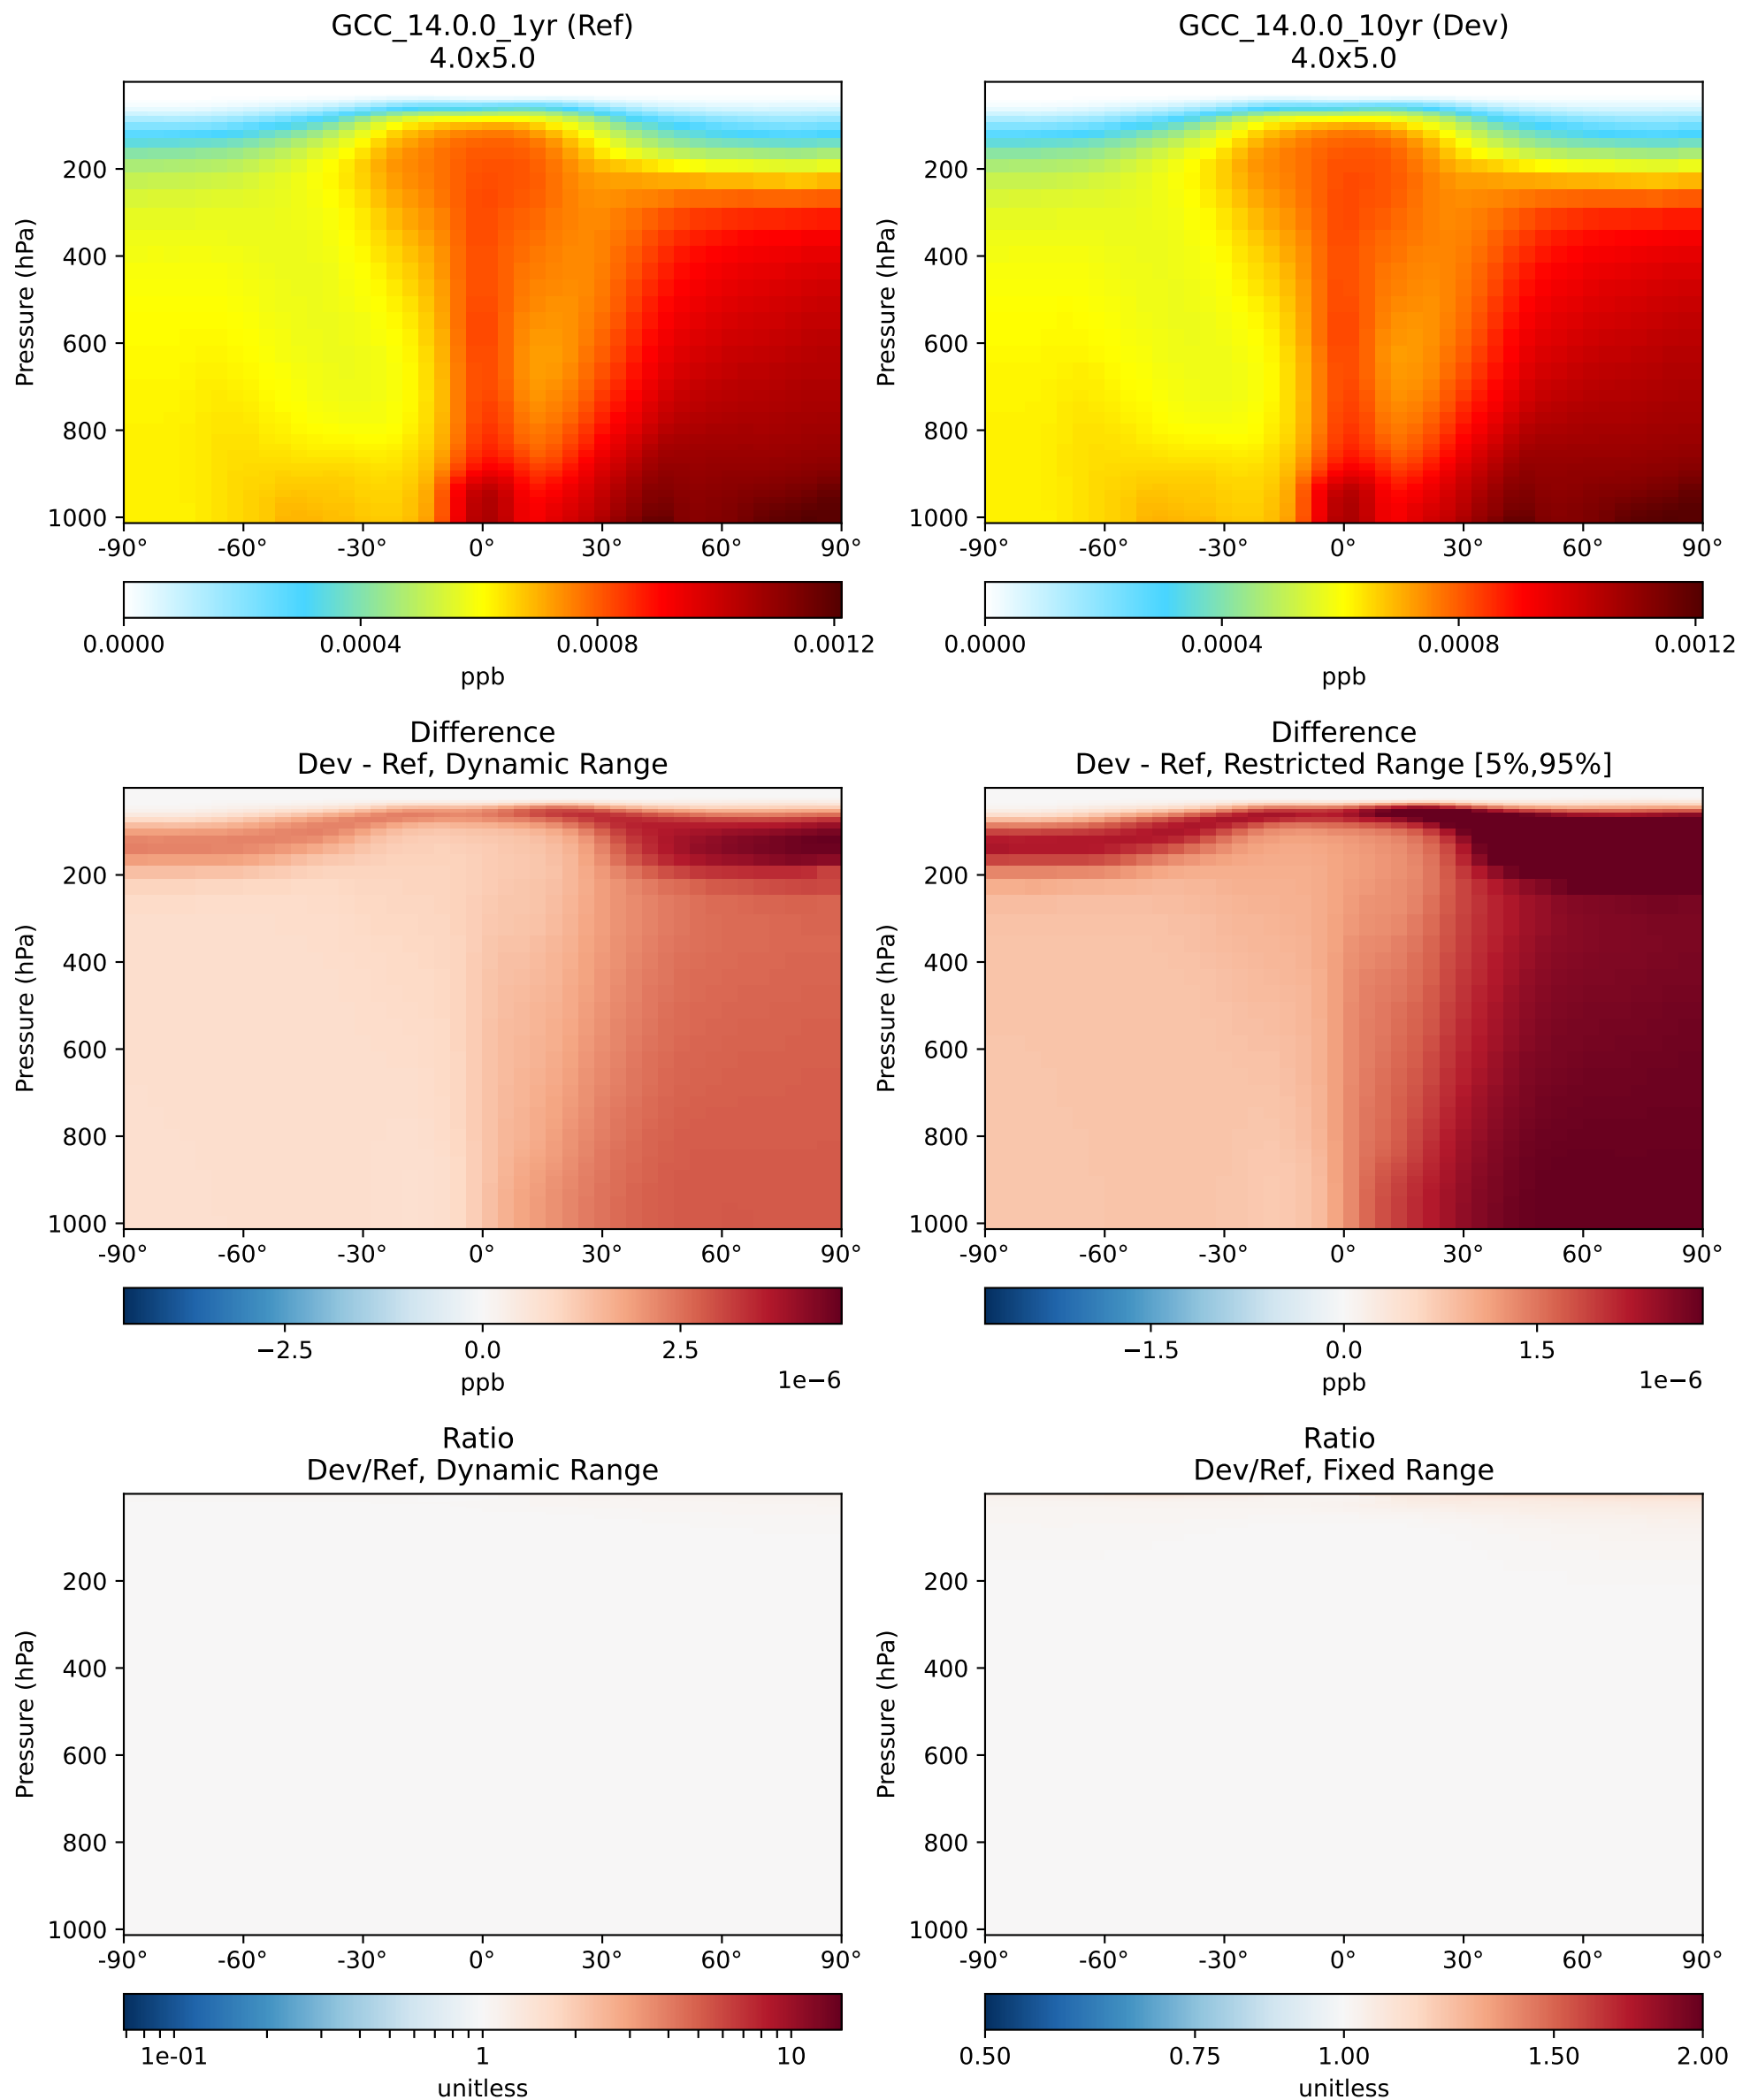 GCC_14.0.0_1yr (Ref)
4.0x5.0
Pressure (hPa)
200
400
600
800
1000
-90° -60° -30° 0° 30° 60° 90°
0.0000 0.0004 0.0008 0.0012
ppb
GCC_14.0.0_10yr (Dev)
4.0x5.0
Pressure (hPa)
200
400
600
800
1000
-90° -60° -30° 0° 30° 60° 90°
0.0000 0.0004 0.0008 0.0012
ppb
Difference
Dev - Ref, Dynamic Range
Pressure (hPa)
200
400
600
800
1000
-90° -60° -30° 0° 30° 60° 90°
−2.5 0.0 2.5
ppb 1e−6
Difference
Dev - Ref, Restricted Range [5%,95%]
Pressure (hPa)
200
400
600
800
1000
-90° -60° -30° 0° 30° 60° 90°
−1.5 0.0 1.5
ppb 1e−6
Ratio
Dev/Ref, Dynamic Range
Pressure (hPa)
200
400
600
800
1000
-90° -60° -30° 0° 30° 60° 90°
1e-01 1 10
unitless
Ratio
Dev/Ref, Fixed Range
Pressure (hPa)
200
400
600
800
1000
-90° -60° -30° 0° 30° 60° 90°
0.50 0.75 1.00 1.50 2.00
unitless